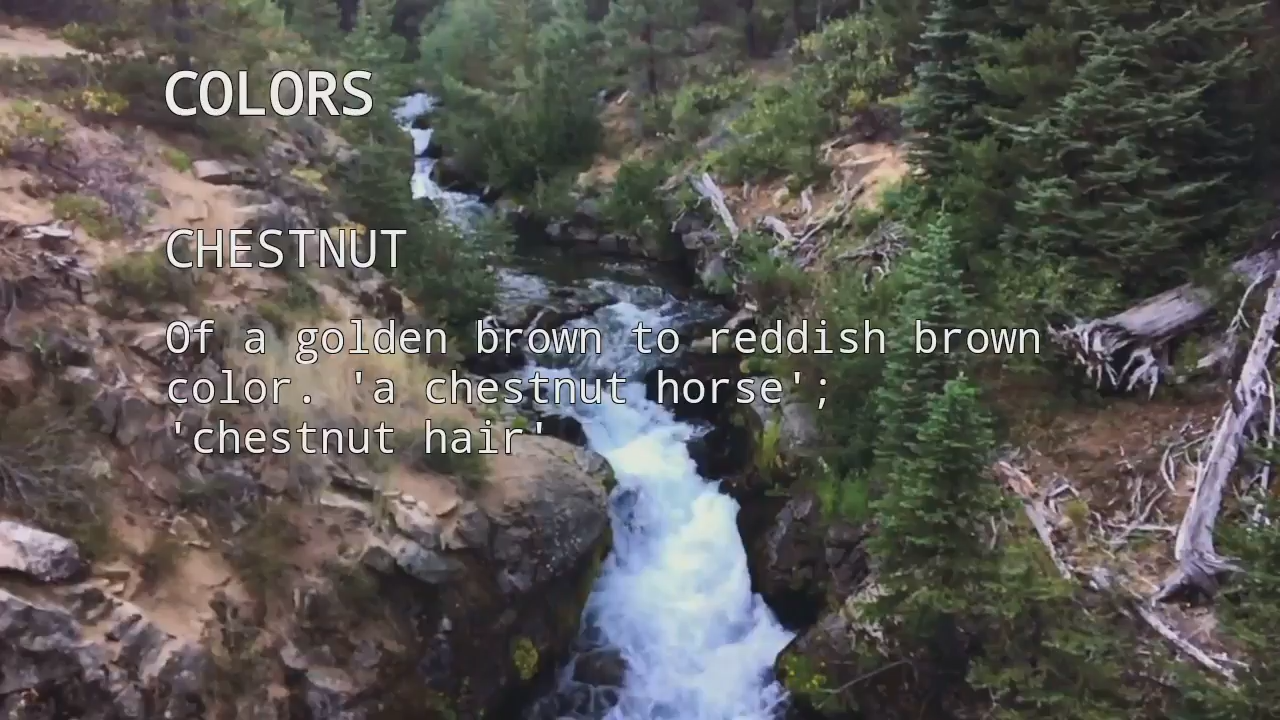 COLORS
CHESTNUT
Of a golden brown to reddish brown
color. 'a chestnut horse';
'chestnut hair'